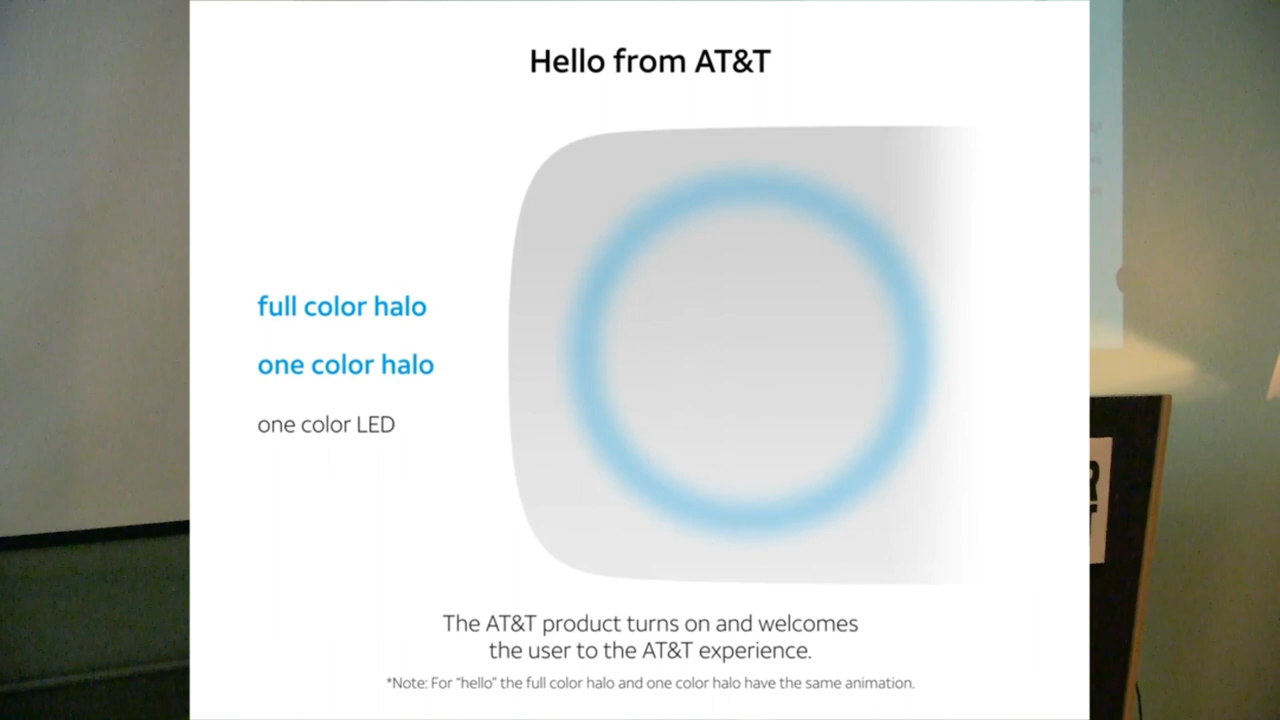 Hello from AT&T
full color halo
one color halo
one color LED
The AT&T product turns on and welcomes
the user to the AT&T experience.
*Note: For “hello” the full color halo and one color halo have the same animation.